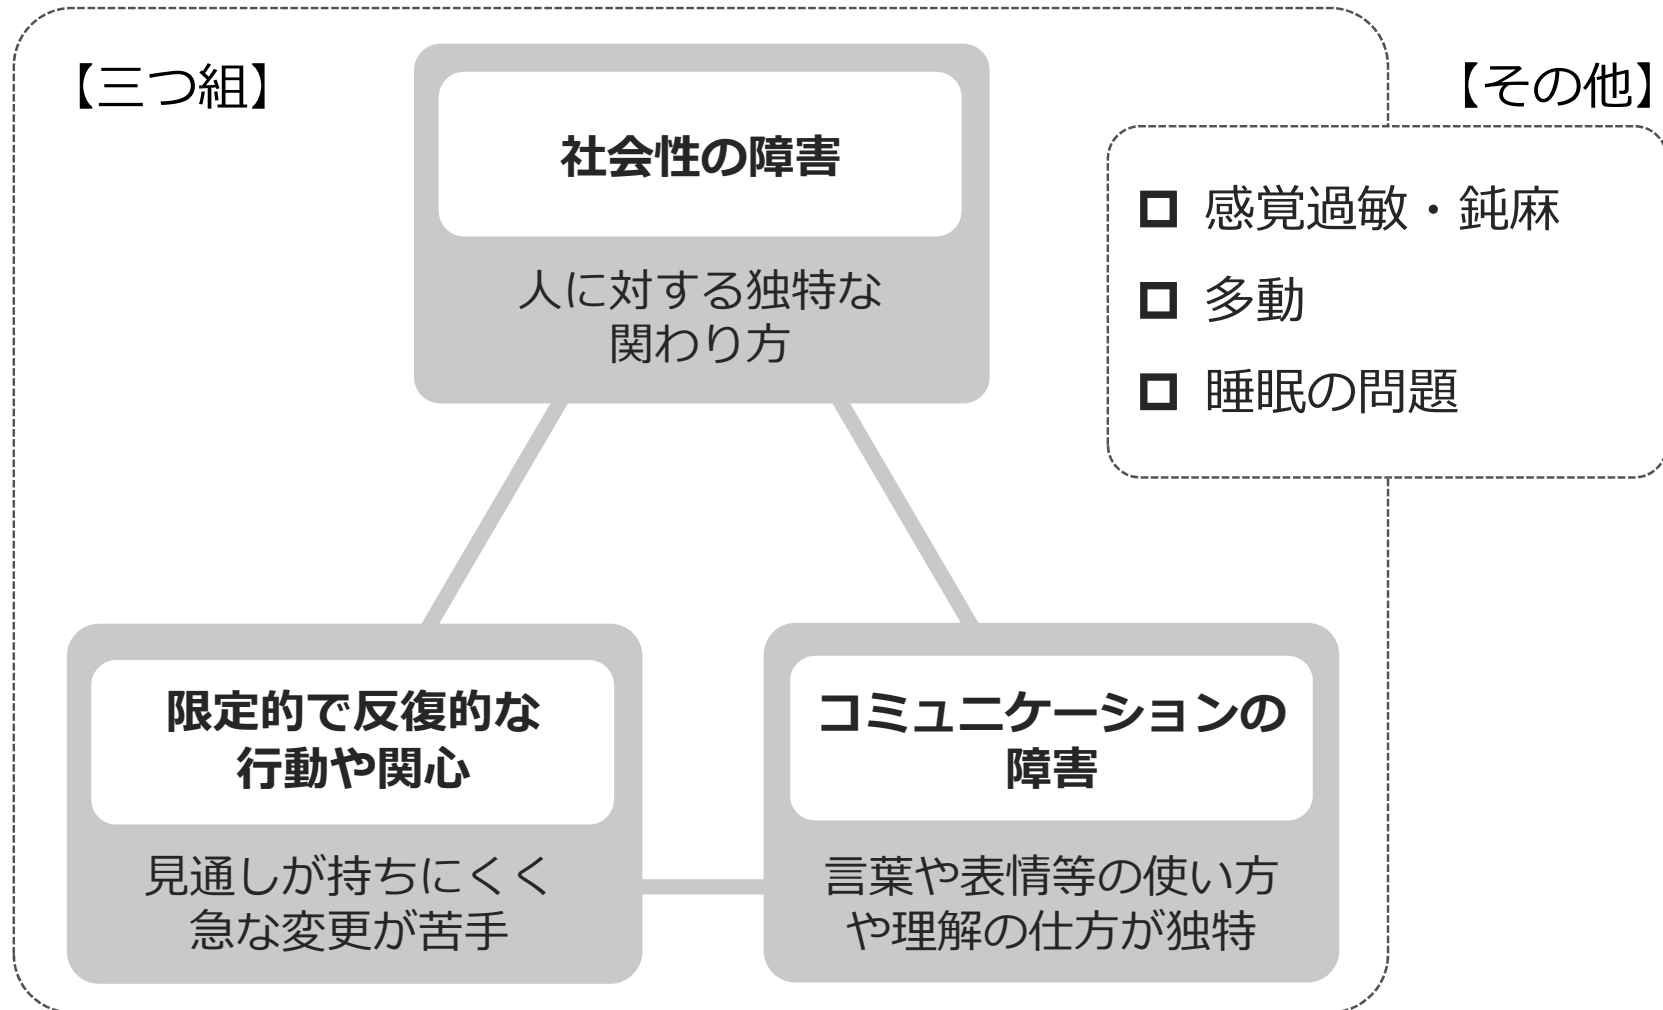 【三つ組】
社会性の障害
人に対する独特な
関わり方
限定的で反復的な
行動や関心
見通しが持ちにくく
急な変更が苦手
コミュニケーションの
障害
言葉や表情等の使い方
や理解の仕方が独特
【その他】
感覚過敏・鈍麻
多動
睡眠の問題